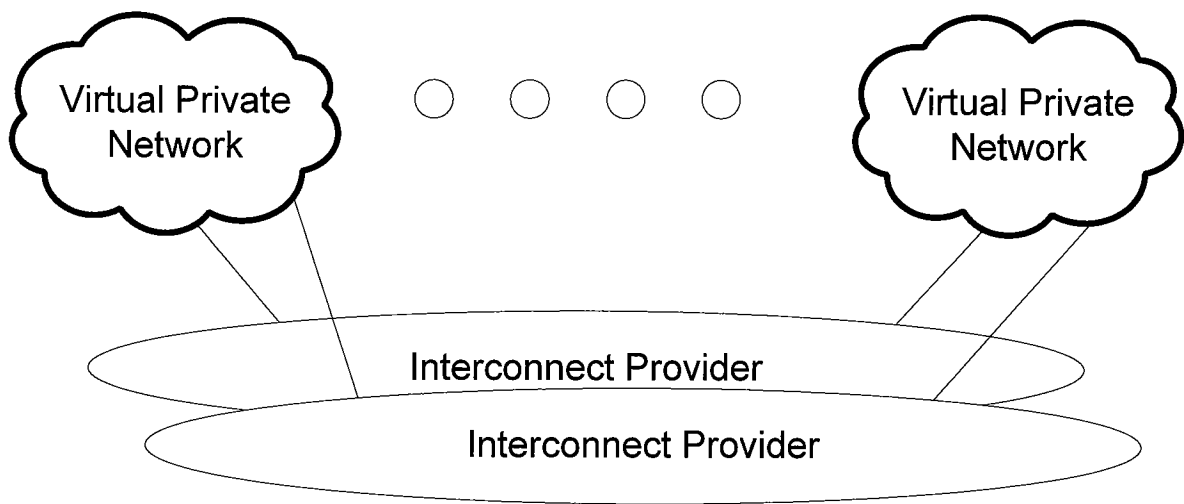 Virtual Private
Network
Virtual Private
Network
Interconnect Provider
Interconnect Provider